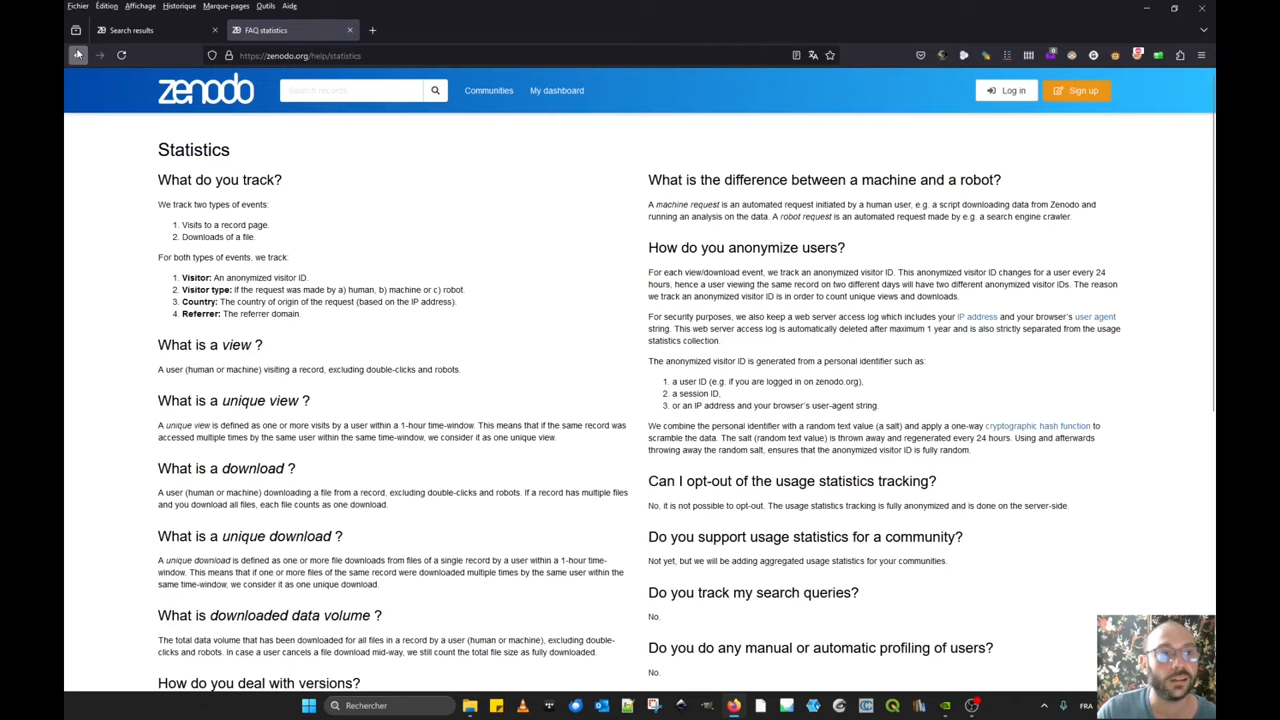 Fichier Édition Affichage Historique Marque-pages Outils Aide
Search results
FAQ statistics
https://zenodo.org/help/statistics
zenodo
Search records
Communities
My dashboard
Log in
Sign up
Statistics
What do you track?
We track two types of events:
1. Visits to a record page.
2. Downloads of a file.
For both types of events, we track:
1. Visitor: An anonymized visitor ID.
2. Visitor type: If the request was made by a) human, b) machine or c) robot.
3. Country: The country of origin of the request (based on the IP address).
4. Referrer: The referrer domain.
What is a view ?
A user (human or machine) visiting a record, excluding double-clicks and robots.
What is a unique view ?
A unique view is defined as one or more visits by a user within a 1-hour time-window. This means that if the same record was
accessed multiple times by the same user within the same time-window, we consider it as one unique view.
What is a download ?
A user (human or machine) downloading a file from a record, excluding double-clicks and robots. If a record has multiple files
and you download all files, each file counts as one download.
What is a unique download ?
A unique download is defined as one or more file downloads from files of a single record by a user within a 1-hour time-
window. This means that if one or more files of the same record were downloaded multiple times by the same user within the
same time-window, we consider it as one unique download.
What is downloaded data volume ?
The total data volume that has been downloaded for all files in a record by a user (human or machine), excluding double-
clicks and robots. In case a user cancels a file download mid-way, we still count the total file size as fully downloaded.
How do you deal with versions?
What is the difference between a machine and a robot?
A machine request is an automated request initiated by a human user, e.g. a script downloading data from Zenodo and
running an analysis on the data. A robot request is an automated request made by e.g. a search engine crawler.
How do you anonymize users?
For each view/download event, we track an anonymized visitor ID. This anonymized visitor ID changes for a user every 24
hours, hence a user viewing the same record on two different days will have two different anonymized visitor IDs. The reason
we track an anonymized visitor ID is in order to count unique views and downloads.
For security purposes, we also keep a web server access log which includes your IP address and your browser's user agent
string. This web server access log is automatically deleted after maximum 1 year and is also strictly separated from the usage
statistics collection.
The anonymized visitor ID is generated from a personal identifier such as:
1. a user ID (e.g. if you are logged in on zenodo.org),
2. a session ID,
3. or an IP address and your browser's user-agent string.
We combine the personal identifier with a random text value (a salt) and apply a one-way cryptographic hash function to
scramble the data. The salt (random text value) is thrown away and regenerated every 24 hours. Using and afterwards
throwing away the random salt, ensures that the anonymized visitor ID is fully random.
Can I opt-out of the usage statistics tracking?
No, it is not possible to opt-out. The usage statistics tracking is fully anonymized and is done on the server-side.
Do you support usage statistics for a community?
Not yet, but we will be adding aggregated usage statistics for your communities.
Do you track my search queries?
No.
Do you do any manual or automatic profiling of users?
No.
Rechercher
FRA